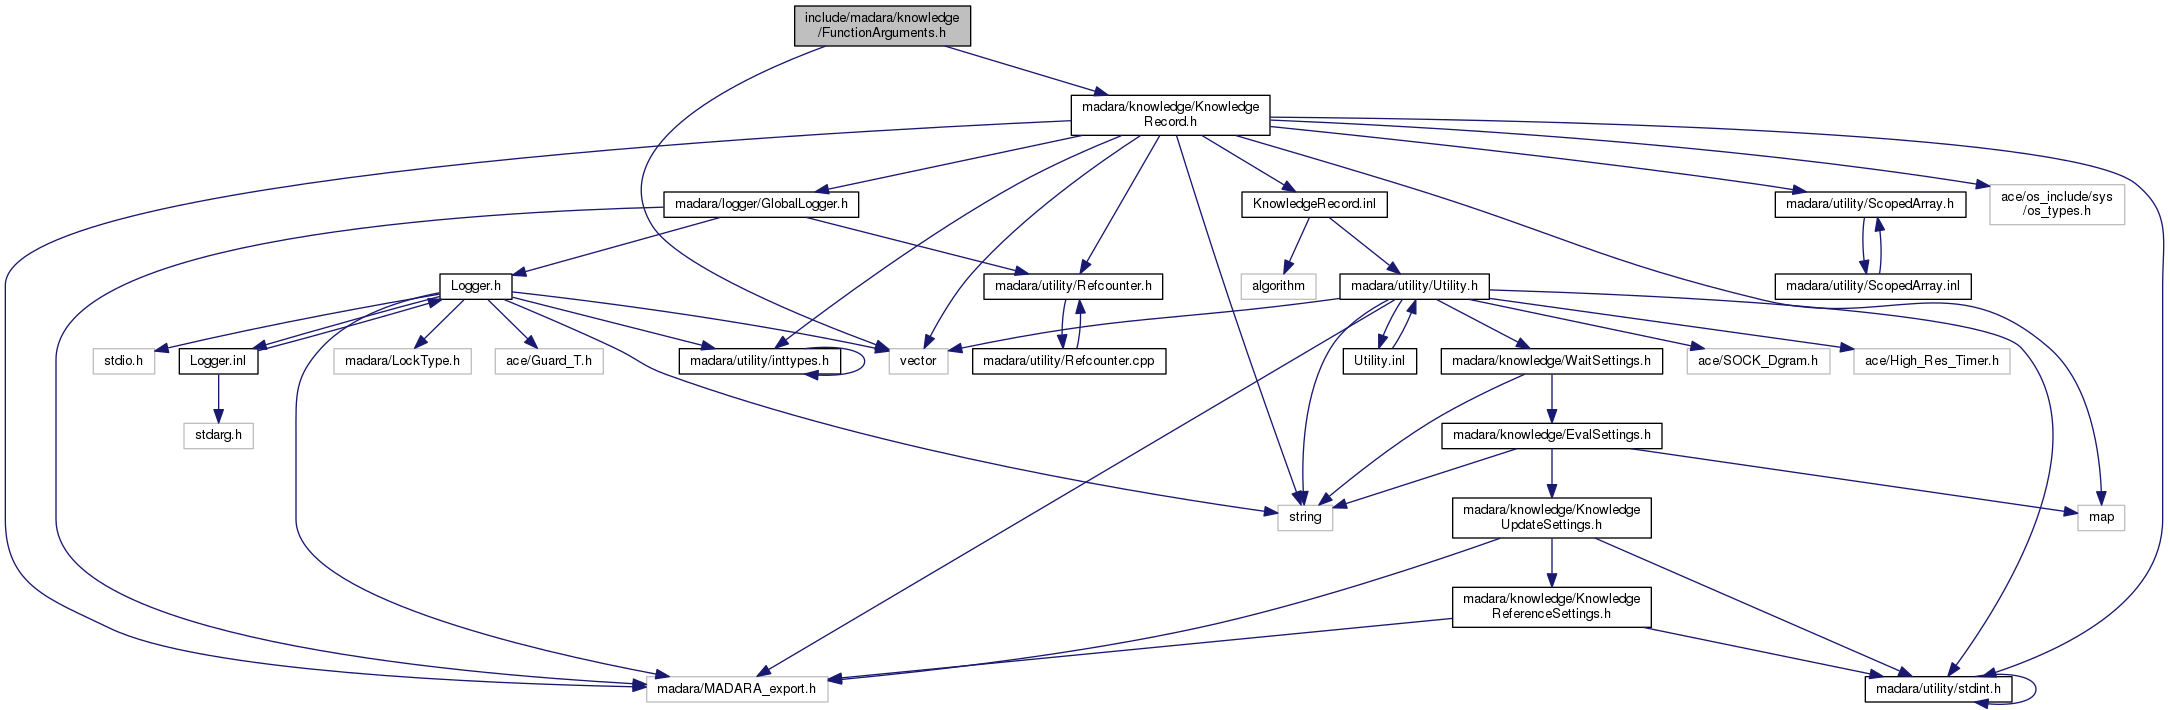 include/madara/knowledge
/FunctionArguments.h
madara/knowledge/Knowledge
Record.h
madara/logger/GlobalLogger.h
KnowledgeRecord.inl
madara/utility/ScopedArray.h
ace/os_include/sys
/os_types.h
Logger.h
madara/utility/Refcounter.h
algorithm
madara/utility/Utility.h
madara/utility/ScopedArray.inl
stdio.h
Logger.inl
madara/LockType.h
ace/Guard_T.h
madara/utility/inttypes.h
vector
madara/utility/Refcounter.cpp
Utility.inl
madara/knowledge/WaitSettings.h
ace/SOCK_Dgram.h
ace/High_Res_Timer.h
stdarg.h
madara/knowledge/EvalSettings.h
string
madara/knowledge/Knowledge
UpdateSettings.h
map
madara/knowledge/Knowledge
ReferenceSettings.h
madara/MADARA_export.h
madara/utility/stdint.h